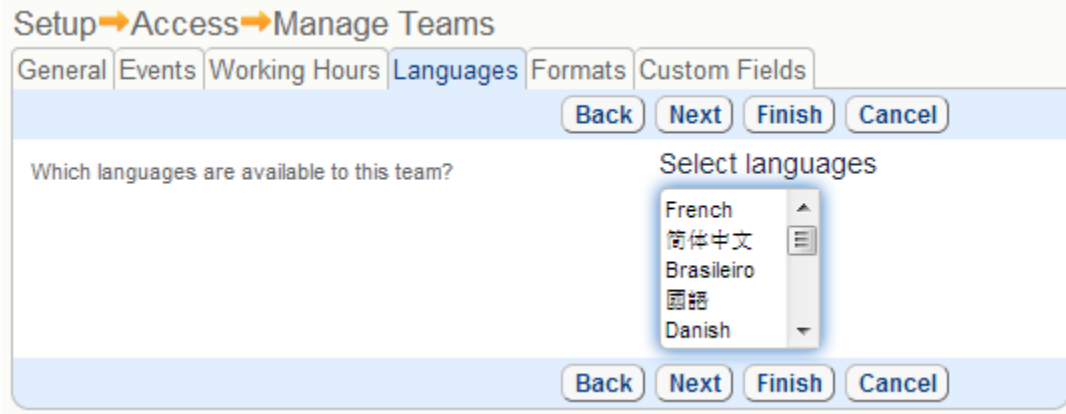 Setup Access Manage Teams
General Events Working Hours Languages Formats Custom Fields
Back Next Finish Cancel
Which languages are available to this team?
Select languages
French
简体中文
Brasileiro
國語
Danish
Back Next Finish Cancel